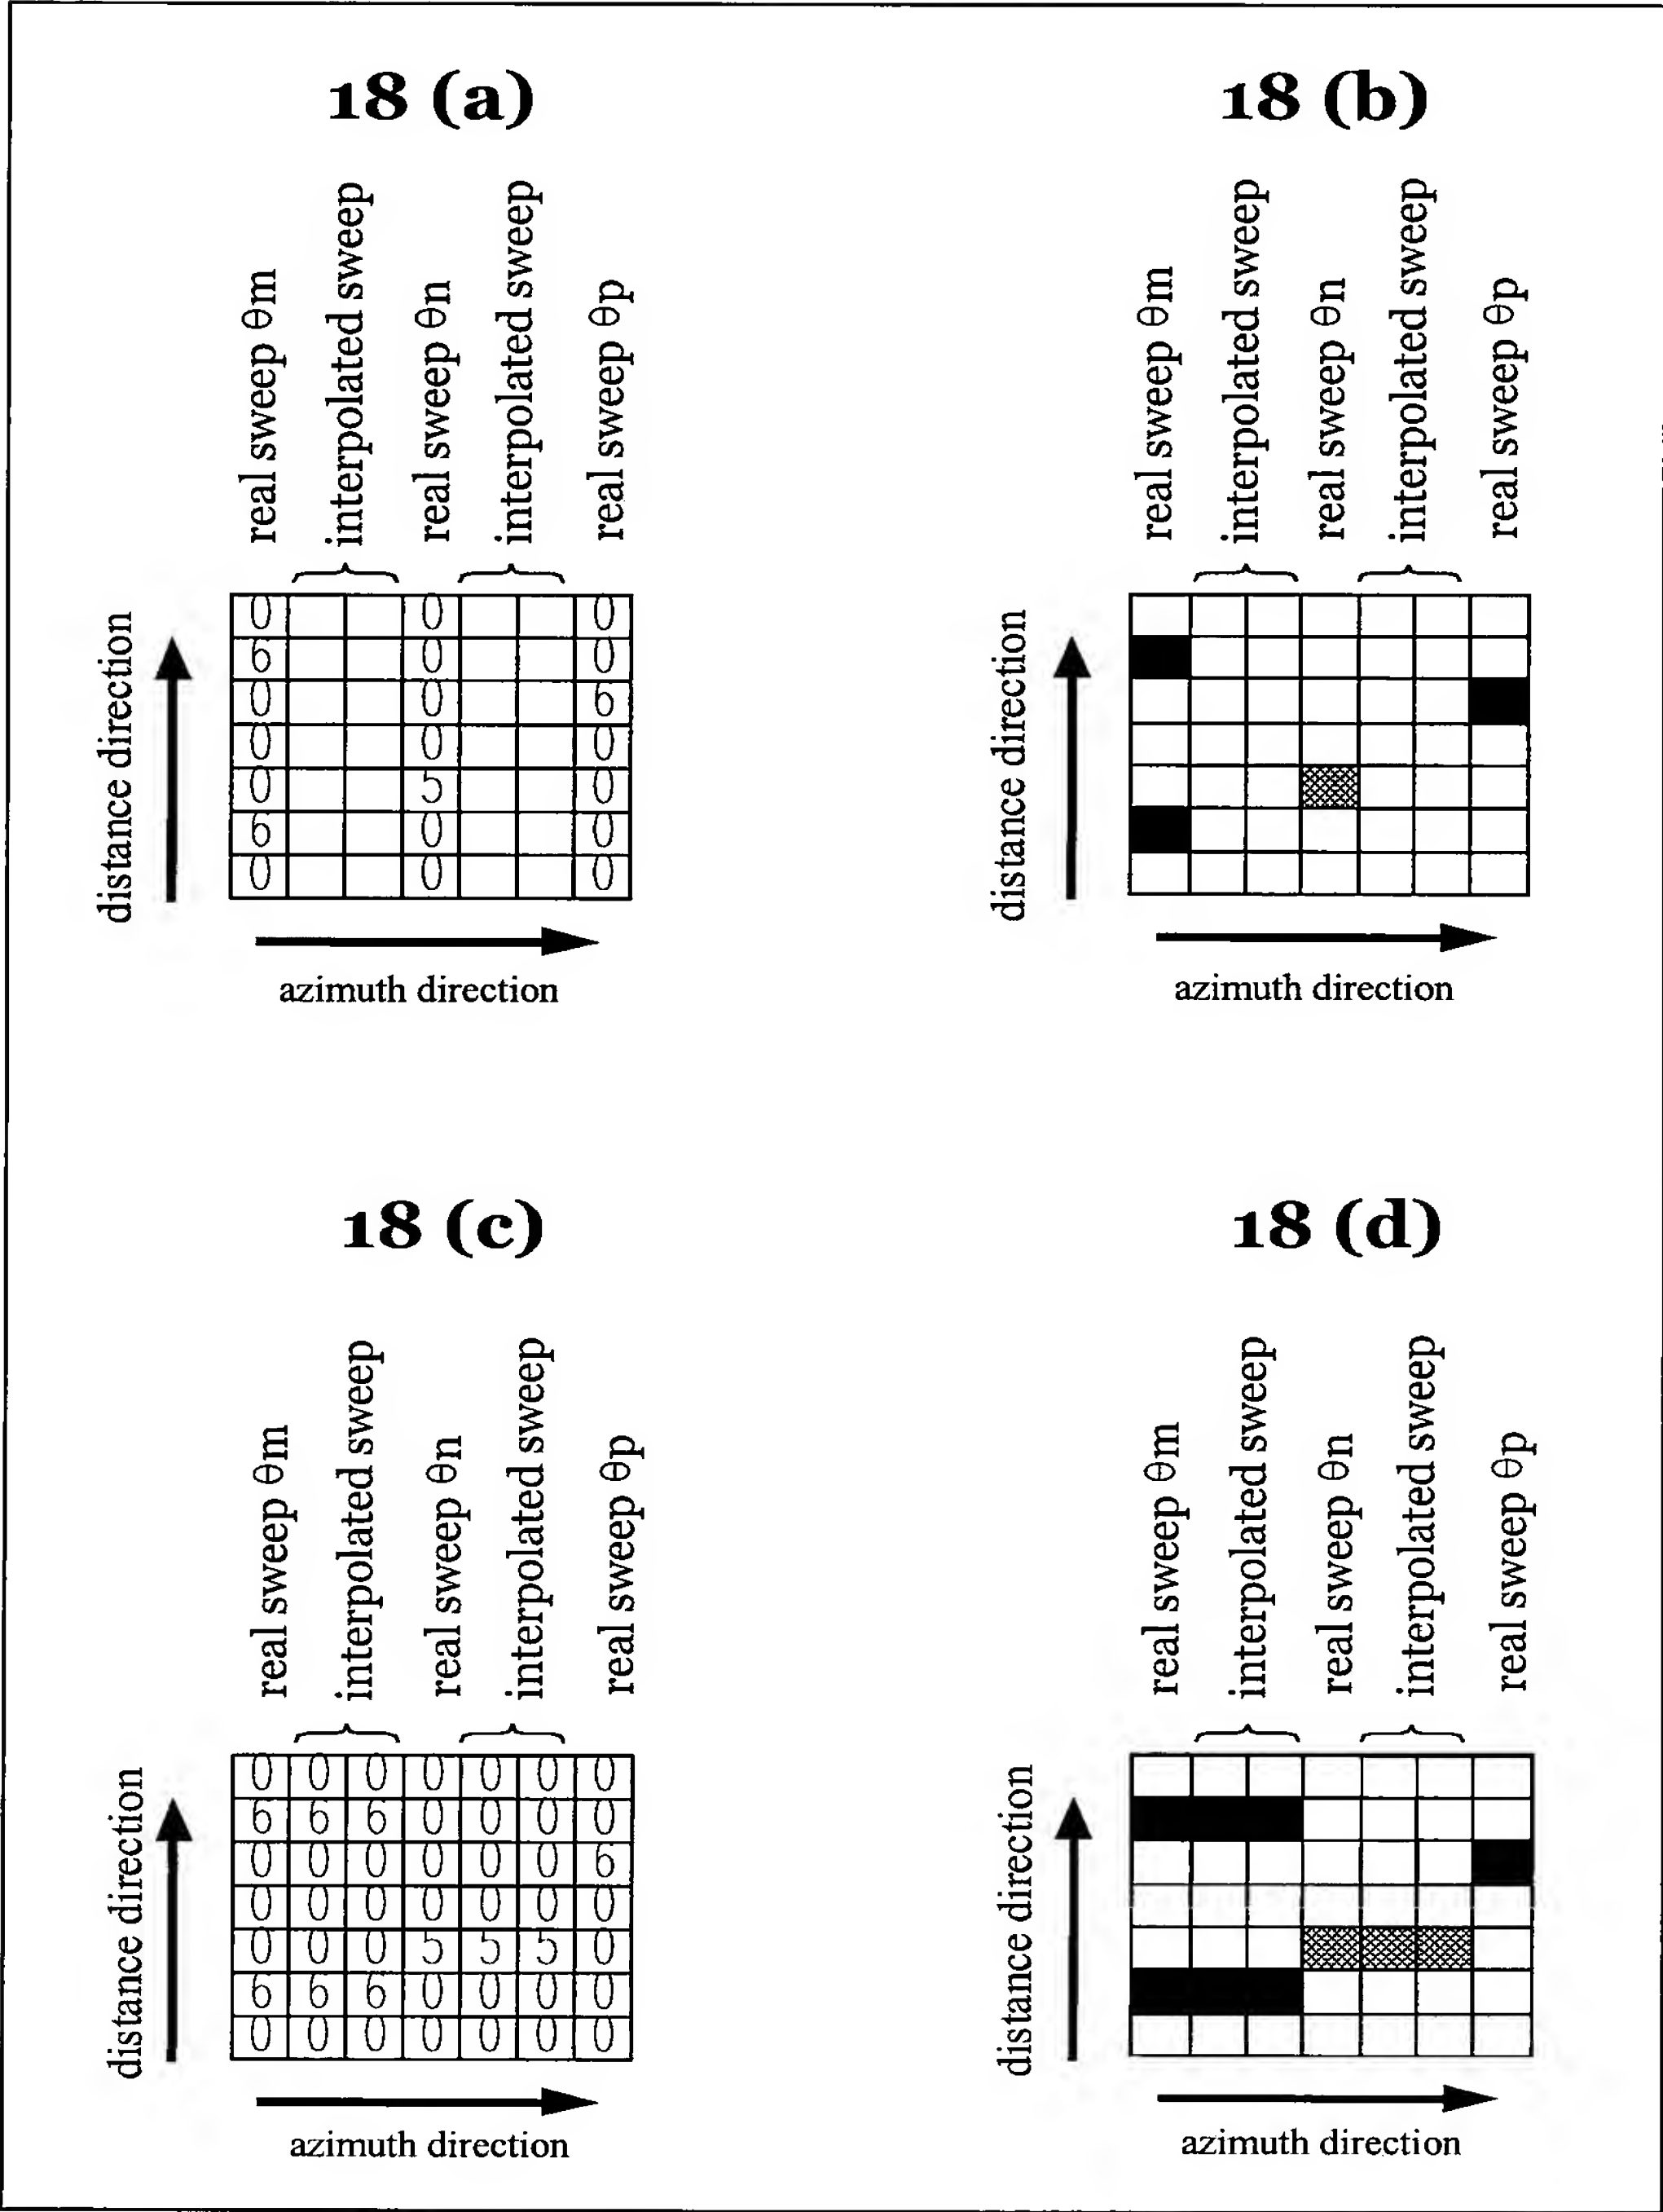 18 (a)
real sweep θm
interpolated sweep
real sweep θn
interpolated sweep
real sweep θp
distance direction
0 0 0
6 0 0
0 0 6
0 0 0
0 5 0
6 0 0
0 0 0
azimuth direction
18 (b)
real sweep θm
interpolated sweep
real sweep θn
interpolated sweep
real sweep θp
distance direction
azimuth direction
18 (c)
real sweep θm
interpolated sweep
real sweep θn
interpolated sweep
real sweep θp
distance direction
0 0 0 0 0 0 0
6 6 6 0 0 0 0
0 0 0 0 0 0 6
0 0 0 0 0 0 0
0 0 0 5 5 5 0
6 6 6 0 0 0 0
0 0 0 0 0 0 0
azimuth direction
18 (d)
real sweep θm
interpolated sweep
real sweep θn
interpolated sweep
real sweep θp
distance direction
azimuth direction